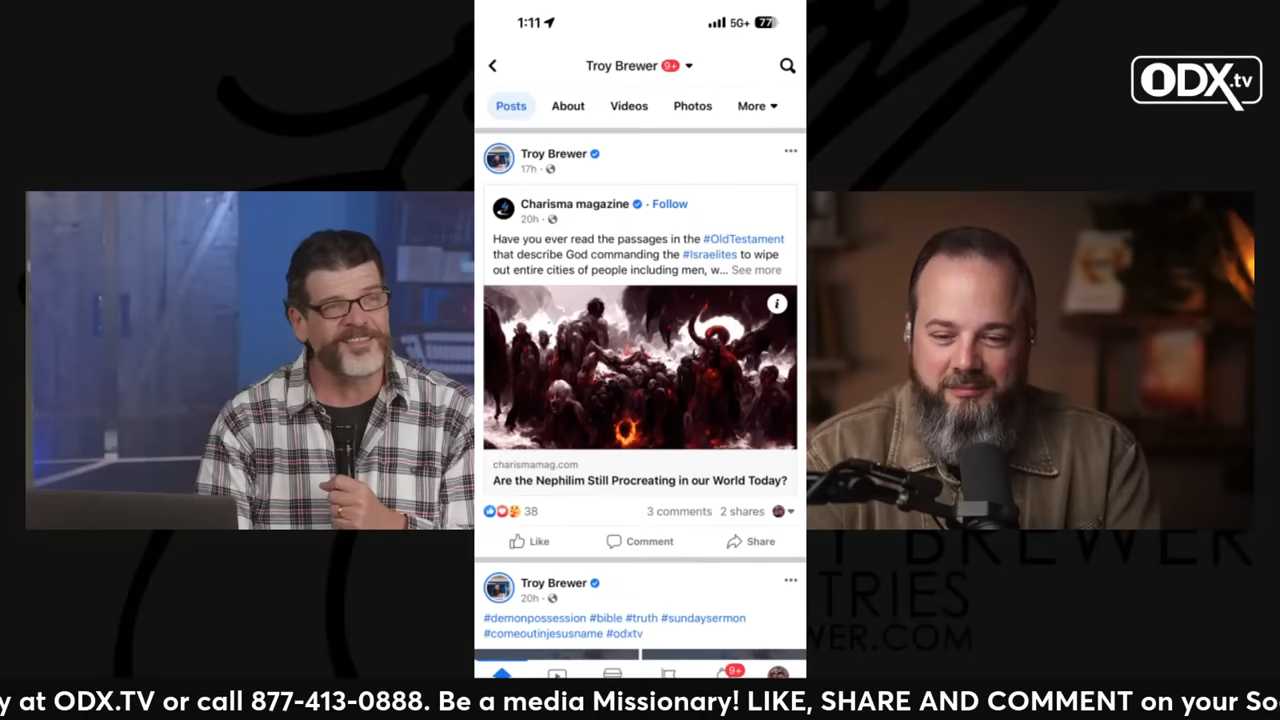 1:11
5G+
77
Troy Brewer 9+
Posts
About
Videos
Photos
More
Troy Brewer
17h ·
Charisma magazine · Follow
20h ·
Have you ever read the passages in the #OldTestament
that describe God commanding the #Israelites to wipe
out entire cities of people including men, w... See more
i
charismamag.com
Are the Nephilim Still Procreating in our World Today?
38
3 comments
2 shares
Like
Comment
Share
Troy Brewer
20h ·
#demonpossession #bible #truth #sundaysermon
#comeoutinjesusname #odxtv
9+
ODX.tv
BREWER
TRIES
WER.COM
y at ODX.TV or call 877-413-0888. Be a media Missionary! LIKE, SHARE AND COMMENT on your So